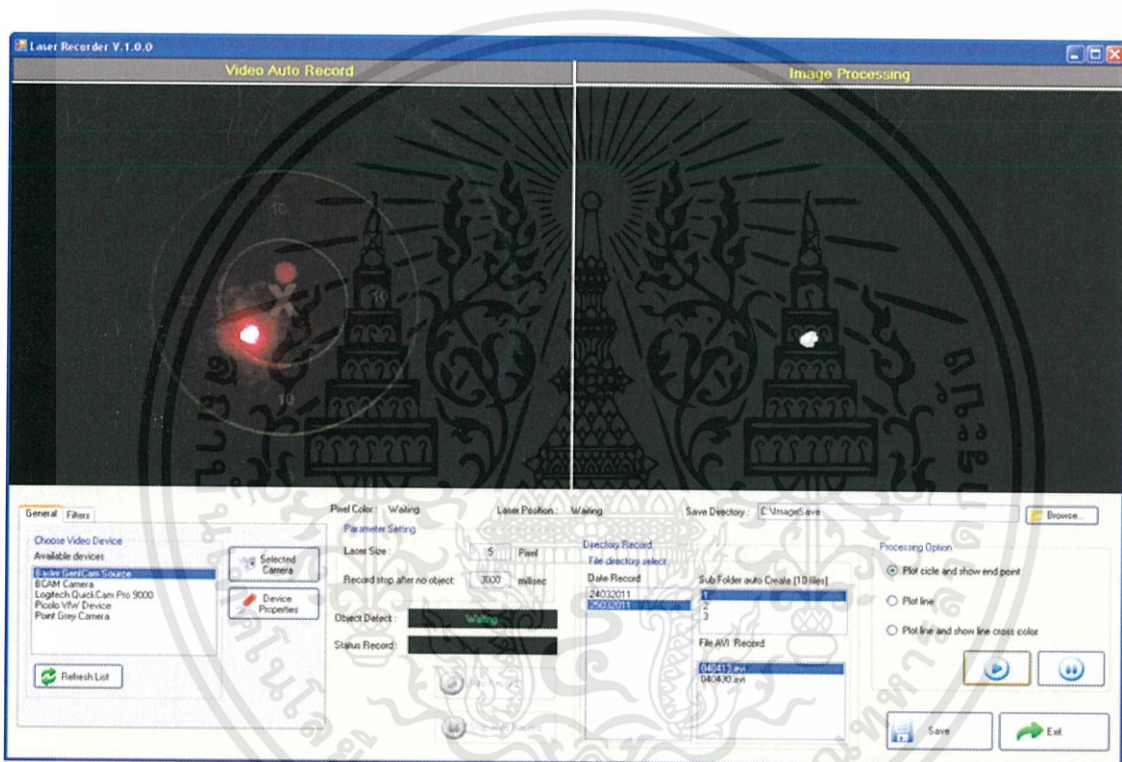 Laser Recorder V.1.0.0
Video Auto Record
Image Processing
10
10
10
General Filters
Choose Video Device
Available devices
Basler GenICam Source
BCAM Camera
Logitech QuickCam Pro 9000
Picolo VfW Device
Point Grey Camera
Selected Camera
Device Properties
Refresh List
Pixel Color : Waiting
Laser Position : Waiting
Save Directory : E:\ImageSave
Browse...
Parameter Setting
Laser Size : 5 Pixel
Record stop after no object: 3000 millisec
Object Detect : Waiting
Status Record :
Directory Record
File directory select
Date Record
24032011
25032011
Sub Folder auto Create (10 files)
1
2
3
File AVI Record
040413.avi
040430.avi
Processing Option
Plot cicle and show end point
Plot line
Plot line and show line cross color
Save
Exit